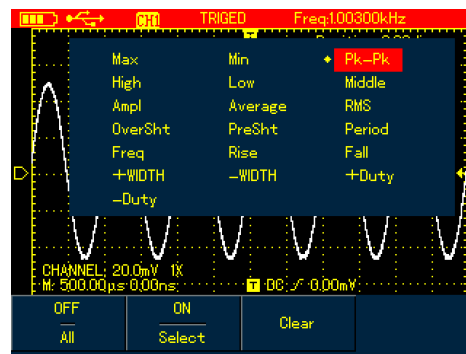 CH1 TRIGED Freq:1.00300kHz
Max Min Pk-Pk
High Low Middle
Ampl Average RMS
OverSht PreSht Period
Freq Rise Fall
+WIDTH -WIDTH +Duty
-Duty
CHANNEL; 20.0mV 1X
M: 500.00µs 0.00ns T DC 0.00mV
OFF ON Clear
All Select